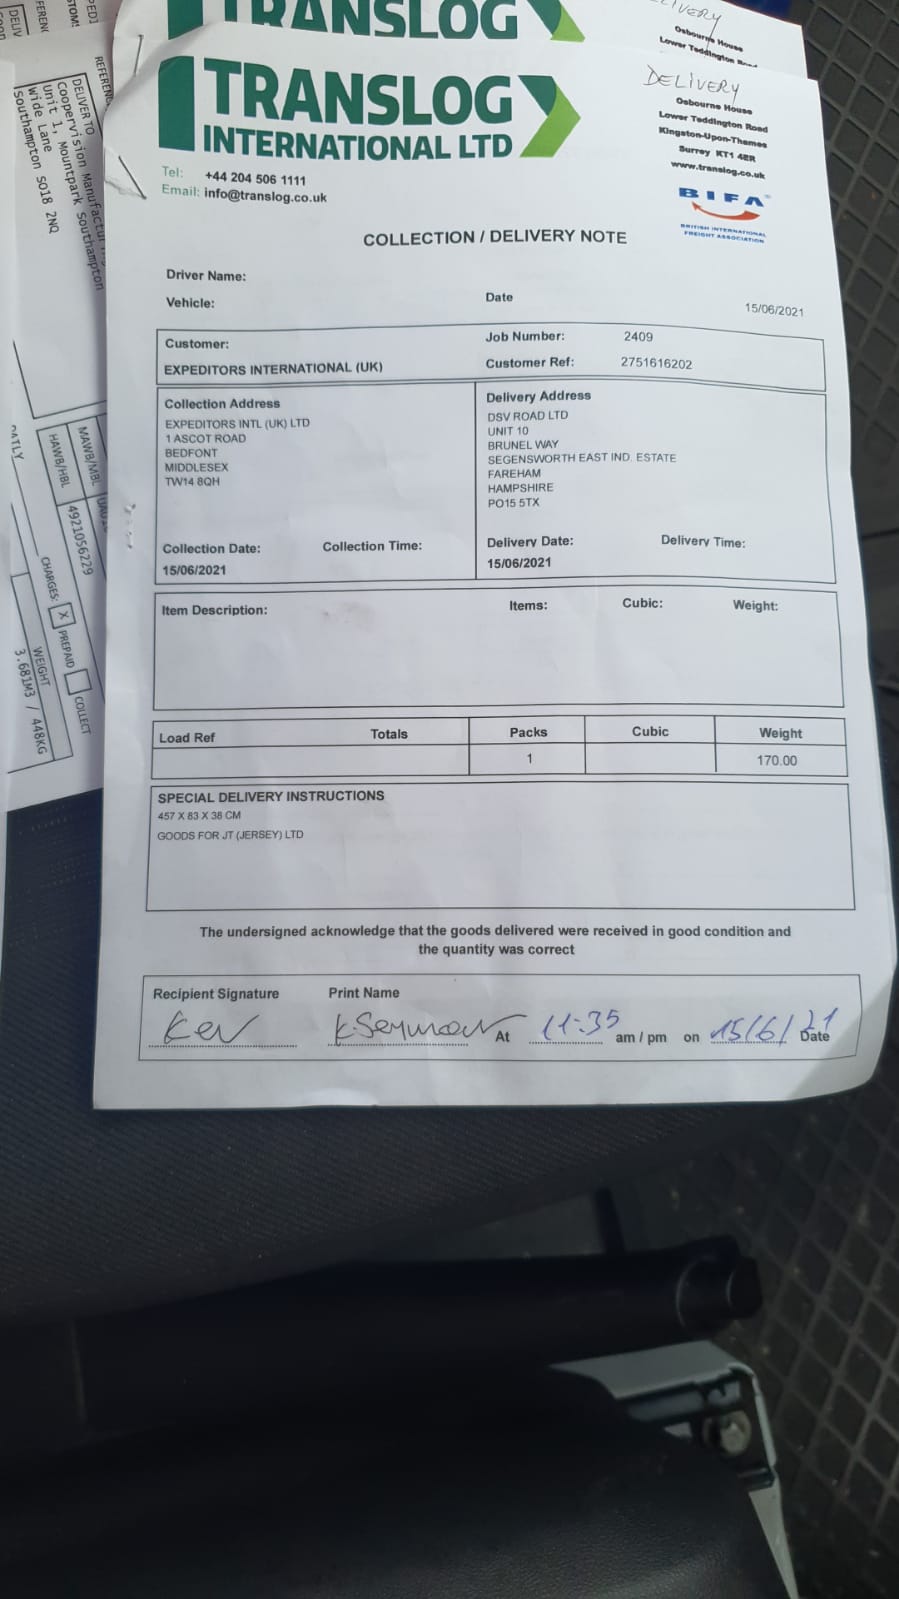 TRANSLOG
Osbourne House
DELIVERY
TRANSLOG
INTERNATIONAL LTD
Osbourne House
Lower Teddington Road
Kingston-Upon-Thames
Surrey KT1 4ER
www.translog.co.uk
Tel: +44 204 506 1111
Email: info@translog.co.uk
BIFA
BRITISH INTERNATIONAL
FREIGHT ASSOCIATION
COLLECTION / DELIVERY NOTE
Driver Name:
Vehicle:
Date 15/06/2021
Customer:
EXPEDITORS INTERNATIONAL (UK)
Job Number: 2409
Customer Ref: 2751616202
Collection Address
EXPEDITORS INTL (UK) LTD
1 ASCOT ROAD
BEDFONT
MIDDLESEX
TW14 8QH
Collection Date: Collection Time:
15/06/2021
Delivery Address
DSV ROAD LTD
UNIT 10
BRUNEL WAY
SEGENSWORTH EAST IND. ESTATE
FAREHAM
HAMPSHIRE
PO15 5TX
Delivery Date: Delivery Time:
15/06/2021
Item Description: Items: Cubic: Weight:
Load Ref Totals Packs Cubic Weight
1 170.00
SPECIAL DELIVERY INSTRUCTIONS
457 X 83 X 38 CM
GOODS FOR JT (JERSEY) LTD
The undersigned acknowledge that the goods delivered were received in good condition and
the quantity was correct
Recipient Signature Print Name
Kev K.Seymour At 11:35 am / pm on 15/6/21 Date
DELIVER TO
Coopervision Manufacturing
Unit 1, Mountpark Southampton
Wide Lane
Southampton SO18 2NQ
MAWB/MBL
HAWB/HBL 4921056229
CHARGES: X PREPAID COLLECT
WEIGHT
3.681M3 / 448KG